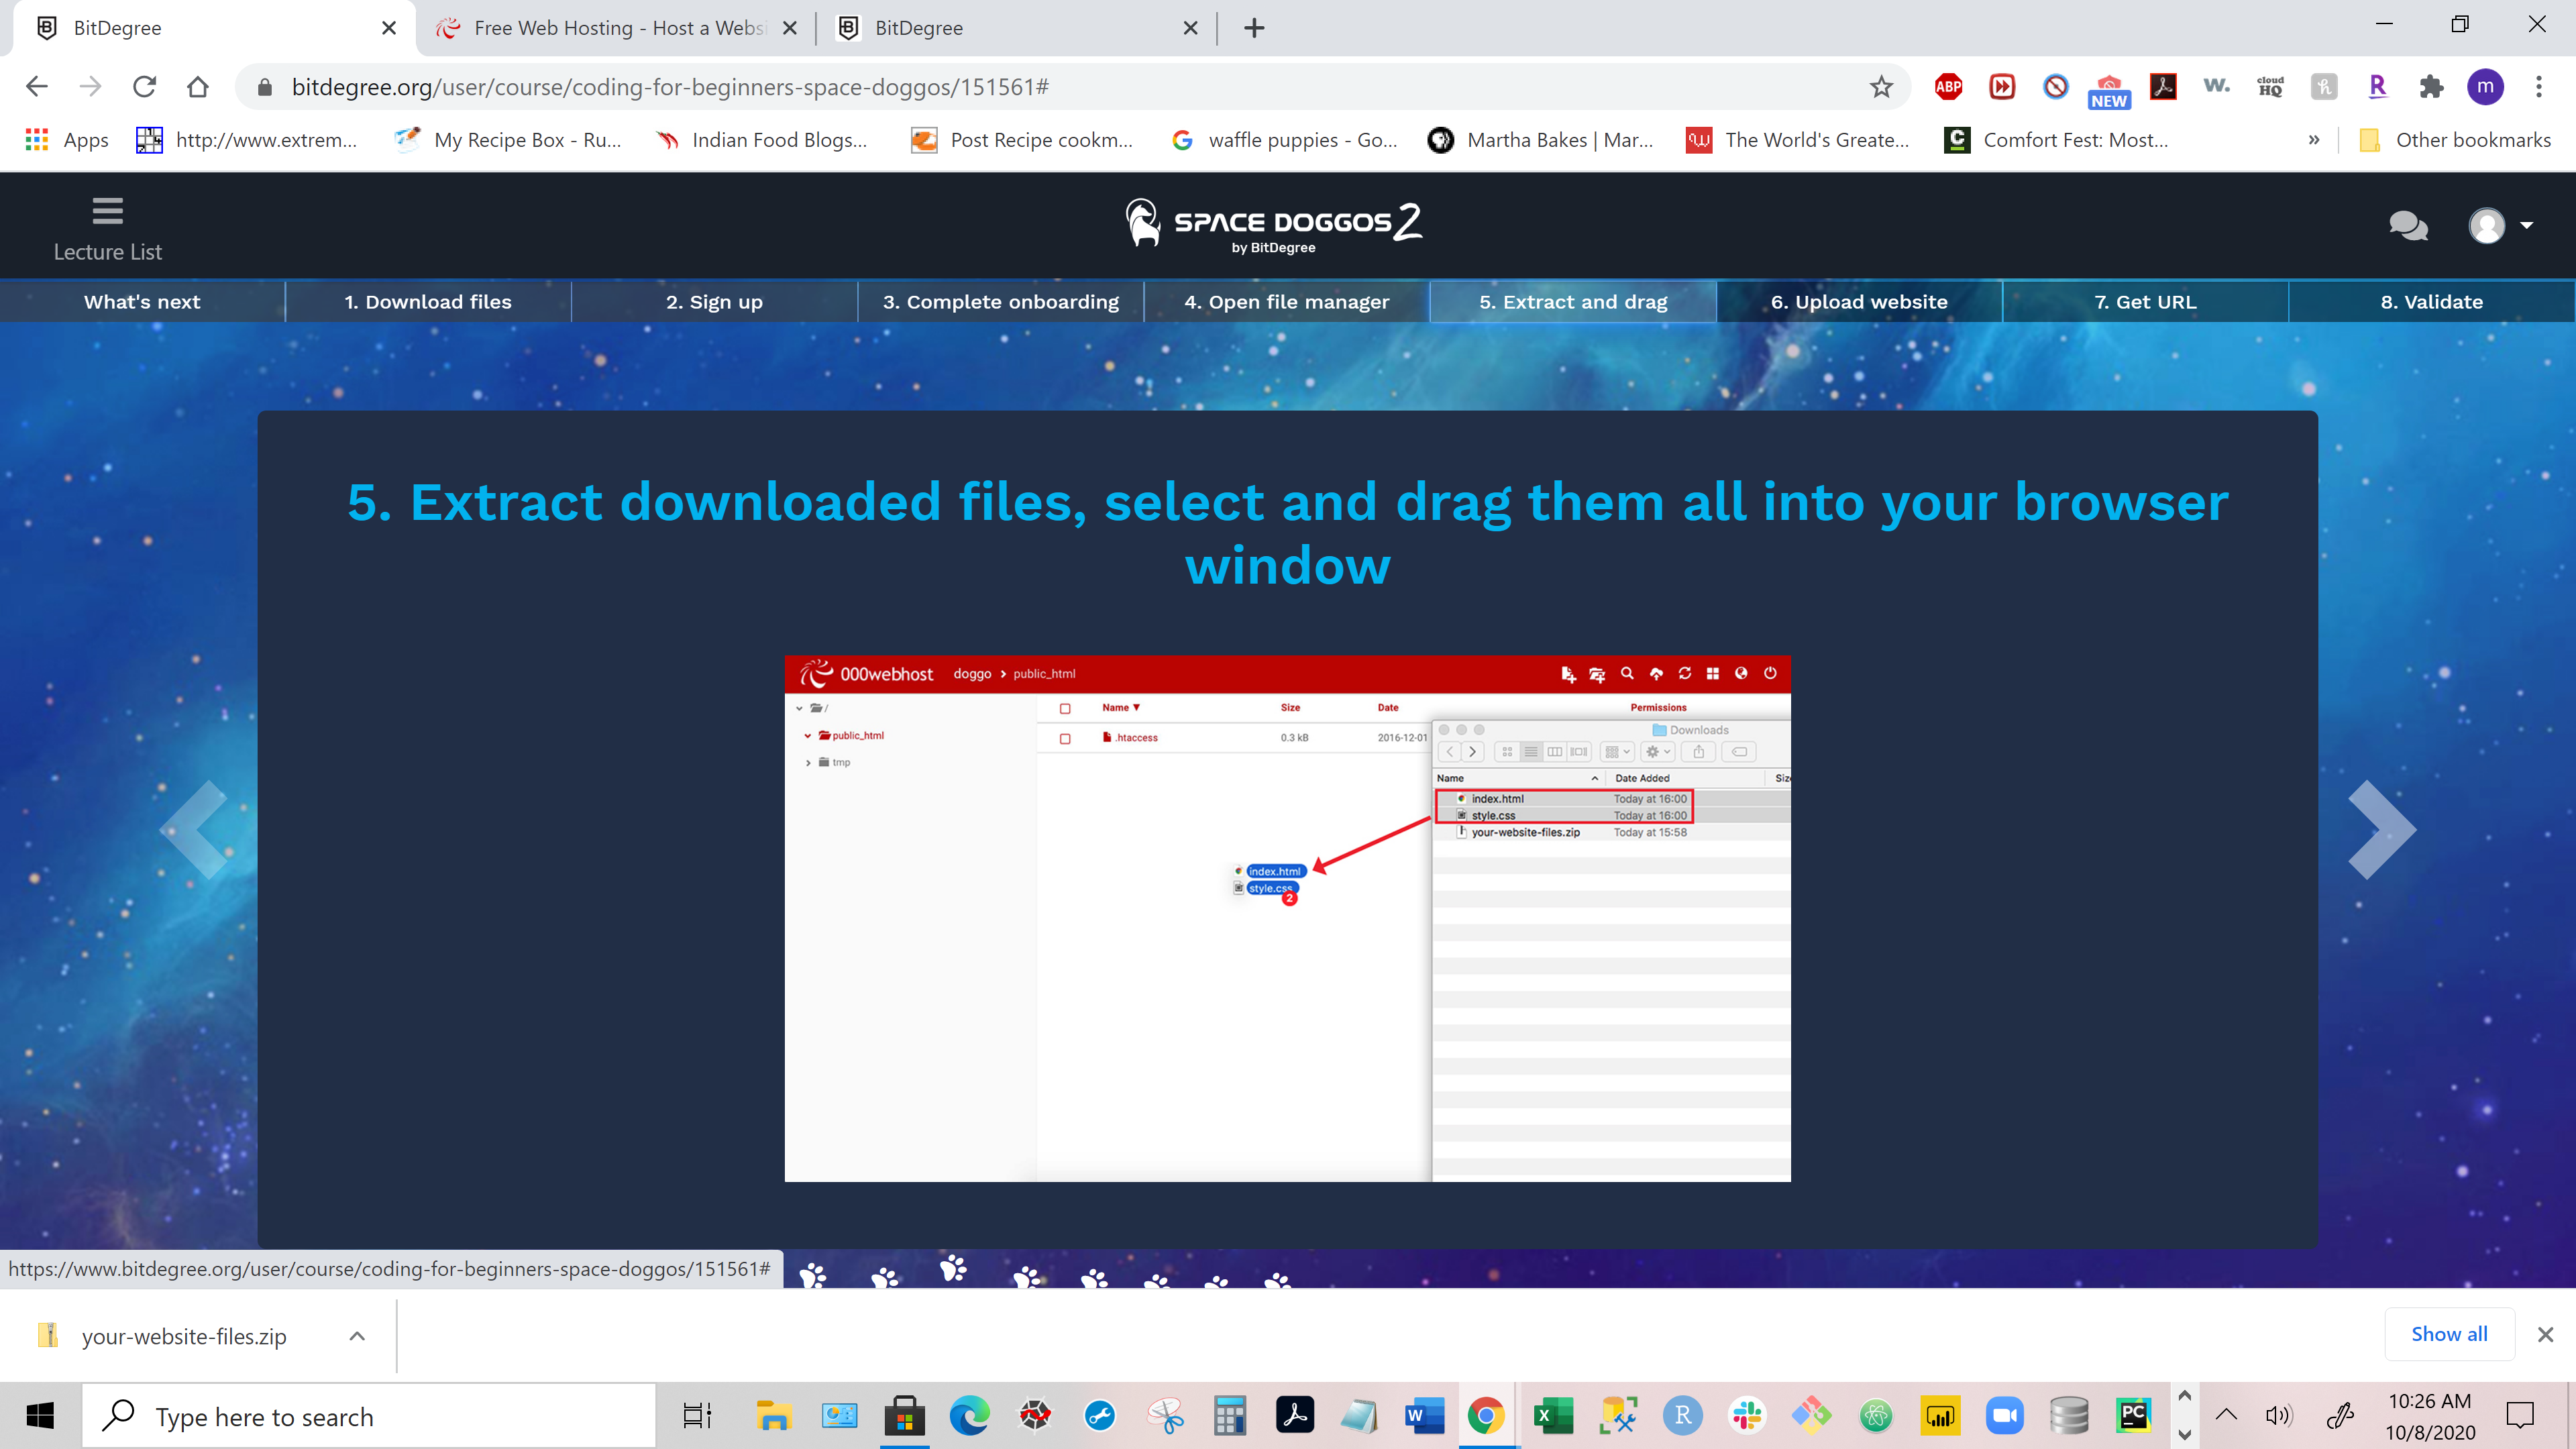 BitDegree
Free Web Hosting - Host a Websi
BitDegree
bitdegree.org/user/course/coding-for-beginners-space-doggos/151561#
ABP
NEW
w.
cloud
HQ
h
R
m
Apps
http://www.extrem...
My Recipe Box - Ru...
Indian Food Blogs...
Post Recipe cookm...
waffle puppies - Go...
Martha Bakes | Mar...
The World's Greate...
Comfort Fest: Most...
»
Other bookmarks
Lecture List
SPACE DOGGOS 2
by BitDegree
What's next
1. Download files
2. Sign up
3. Complete onboarding
4. Open file manager
5. Extract and drag
6. Upload website
7. Get URL
8. Validate
5. Extract downloaded files, select and drag them all into your browser
window
000webhost doggo > public_html
/
public_html
tmp
Name Size Date Permissions
.htaccess 0.3 kB 2016-12-01
Downloads
Name Date Added Siz
index.html Today at 16:00
style.css Today at 16:00
your-website-files.zip Today at 15:58
index.html
style.css
2
https://www.bitdegree.org/user/course/coding-for-beginners-space-doggos/151561#
your-website-files.zip
Show all
Type here to search
W
X
R
PC
10:26 AM
10/8/2020